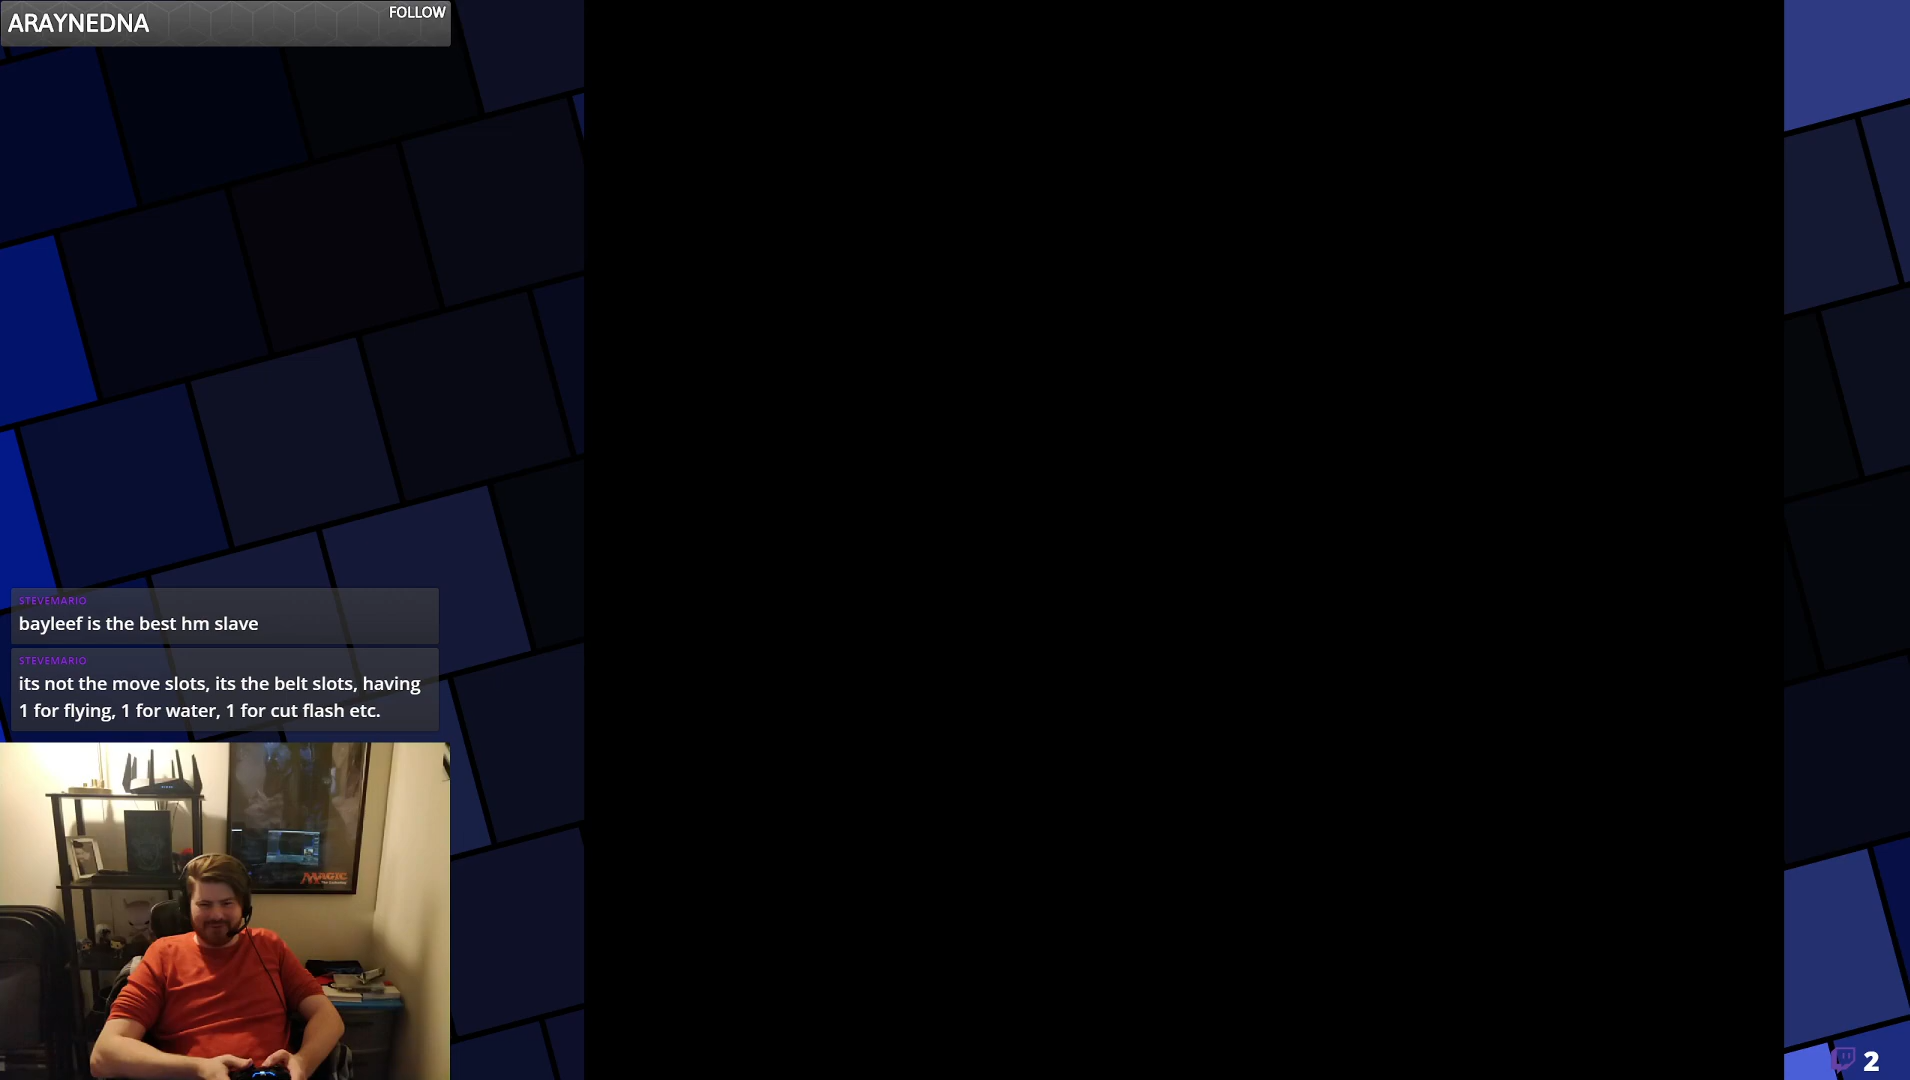 ARAYNEDNA
FOLLOW
STEVEMARIO
bayleef is the best hm slave
STEVEMARIO
its not the move slots, its the belt slots, having
1 for flying, 1 for water, 1 for cut flash etc.
MAGIC
2